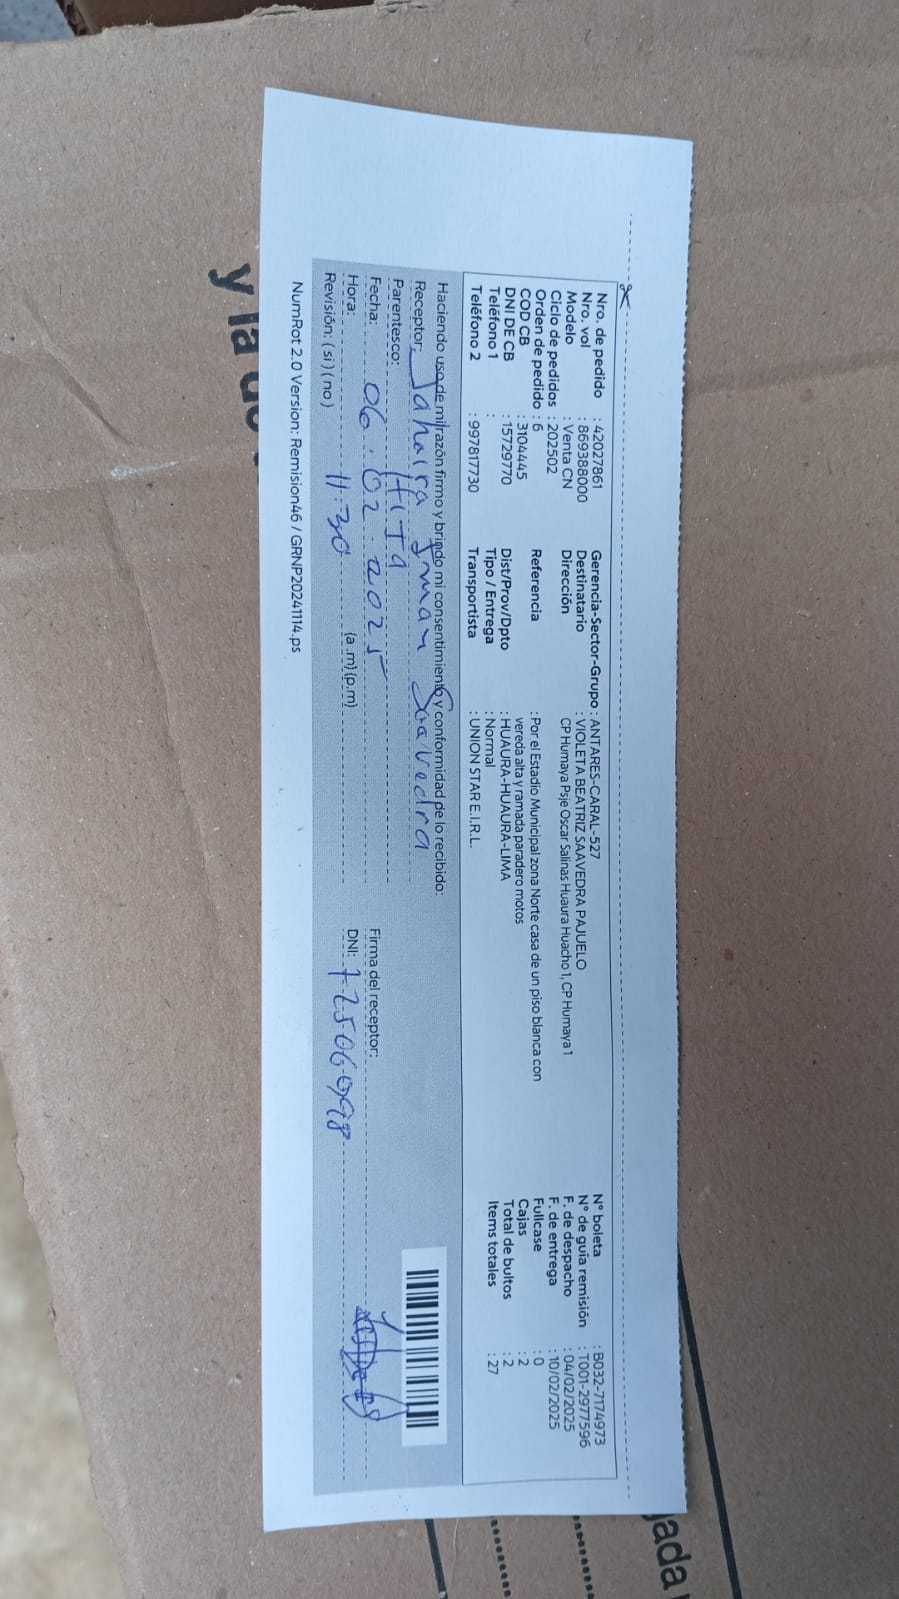 Nro. de pedido : 42027861
Nro. vol : 869388000
Modelo : Venta CN
Ciclo de pedidos : 202502
Orden de pedido : 6
COD CB : 3104445
DNI DE CB : 15729770
Teléfono 1
Teléfono 2 : 997817730
Gerencia-Sector-Grupo : ANTARES-CARAL-527
Destinatario : VIOLETA BEATRIZ SAAVEDRA PAJUELO
Dirección CP Humaya Psje Oscar Salinas Huaura Huacho 1, CP Humaya 1
Referencia : Por el Estadio Municipal zona Norte casa de un piso blanca con
vereda alta y ramada paradero motos
Dist/Prov/Dpto : HUAURA-HUAURA-LIMA
Tipo / Entrega : Normal
Transportista : UNION STAR E.I.R.L.
N° boleta : B032-7174973
N° de guía remisión : T001-2977596
F. de despacho : 04/02/2025
F. de entrega : 10/02/2025
Fullcase : 0
Cajas : 2
Total de bultos : 2
Items totales : 27
Haciendo uso de mi razón firmo y brindo mi consentimiento y conformidad de lo recibido:
Receptor: Jahaira Saavedra
Parentesco: HITA
Fecha: 06.02 2025
Hora: 11:30 (a.m)(p.m)
Revisión: (si)(no)
Firma del receptor:
DNI: 72506998
NumRot 2.0 Version: Remision46 / GRNP20241114.ps
y la
gada